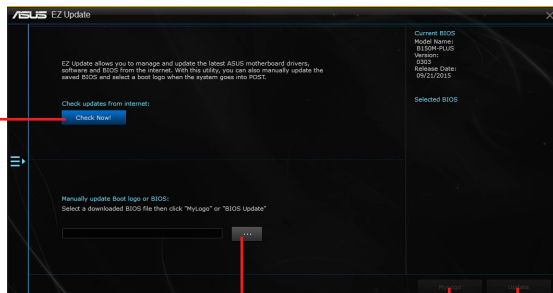 ASUS EZ Update
EZ Update allows you to manage and update the latest ASUS motherboard drivers,
software and BIOS from the internet. With this utility, you can also manually update the
saved BIOS and select a boot logo when the system goes into POST.
Check updates from internet:
Check Now!
Manually update Boot logo or BIOS:
Select a downloaded BIOS file then click "MyLogo" or "BIOS Update"
...
Current BIOS
Model Name:
B150M-PLUS
Version:
0303
Release Date:
09/21/2015
Selected BIOS
MyLogo
Update